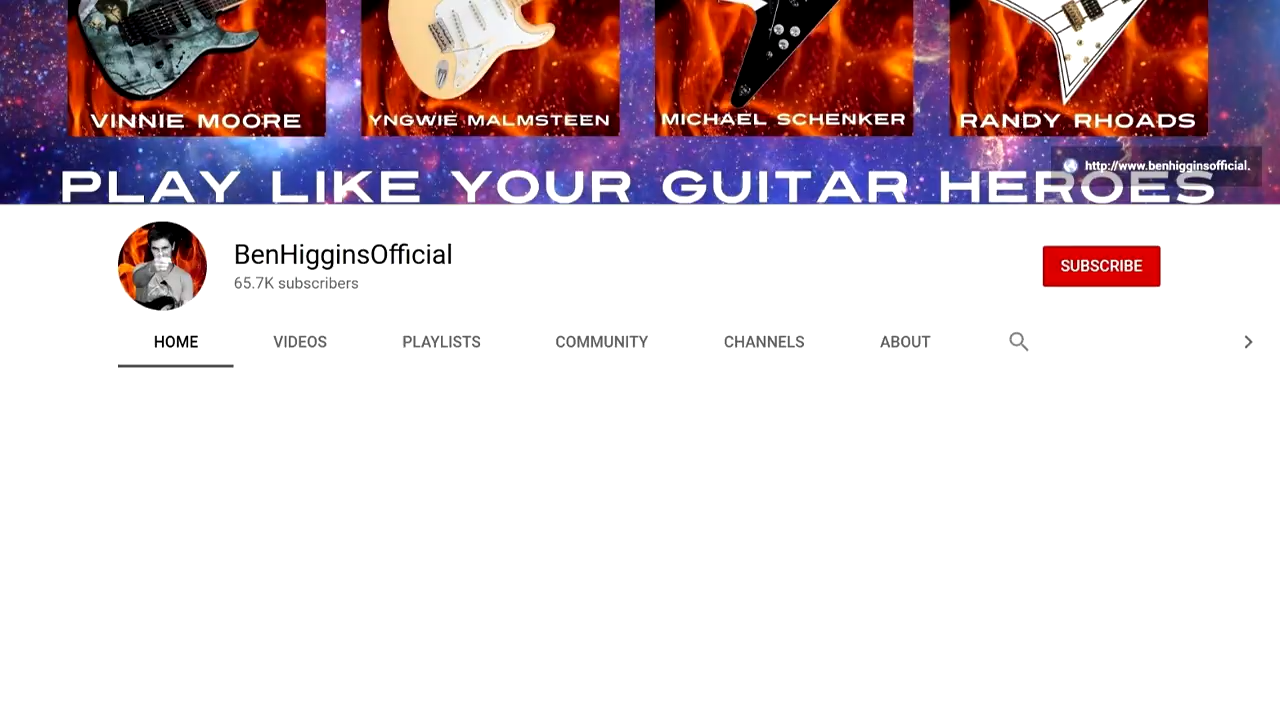 VINNIE MOORE
YNGWIE MALMSTEEN
MICHAEL SCHENKER
RANDY RHOADS
http://www.benhigginsofficial.
PLAY LIKE YOUR GUITAR HEROES
BenHigginsOfficial
65.7K subscribers
SUBSCRIBE
HOME
VIDEOS
PLAYLISTS
COMMUNITY
CHANNELS
ABOUT